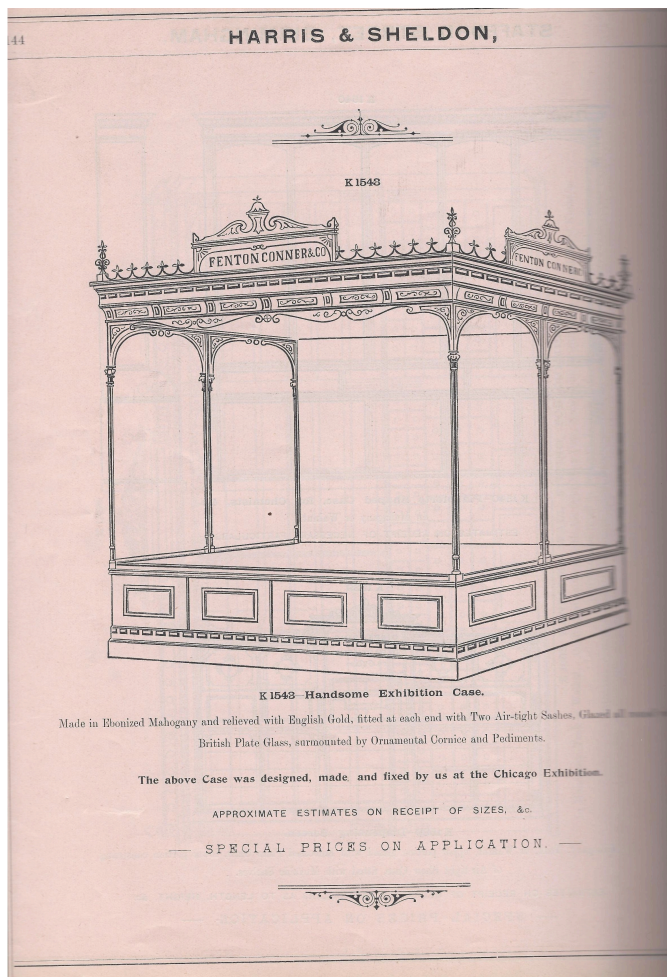 144
HARRIS & SHELDON,
K 1543
FENTON CONNER & CO
FENTON CONNER
K 1543 Handsome Exhibition Case.
Made in Ebonized Mahogany and relieved with English Gold, fitted at each end with Two Air-tight Sashes, Glazed all
British Plate Glass, surmounted by Ornamental Cornice and Pediments.
The above Case was designed, made and fixed by us at the Chicago Exhibition.
APPROXIMATE ESTIMATES ON RECEIPT OF SIZES, &c.
— SPECIAL PRICES ON APPLICATION. —